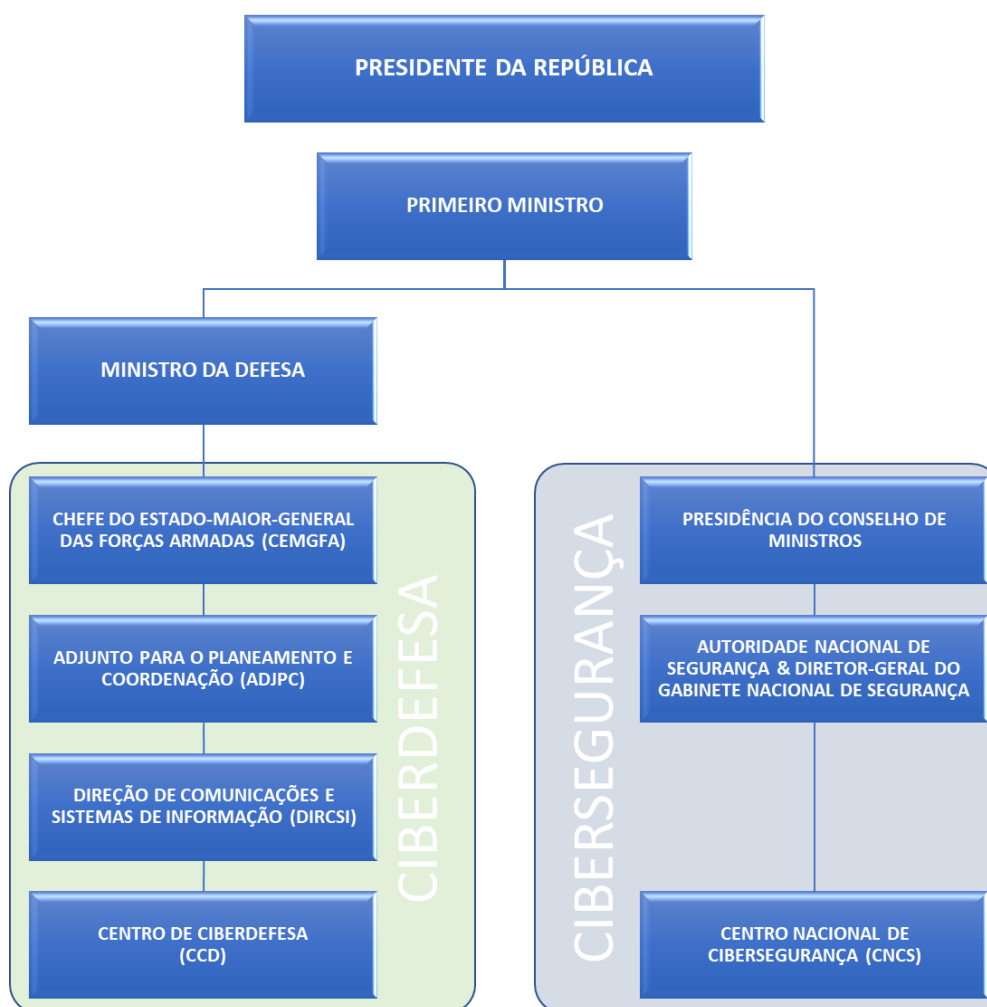 PRESIDENTE DA REPÚBLICA
PRIMEIRO MINISTRO
MINISTRO DA DEFESA
CHEFE DO ESTADO-MAIOR-GENERAL
DAS FORÇAS ARMADAS (CEMGFA)
ADJUNTO PARA O PLANEAMENTO E
COORDENAÇÃO (ADJPC)
DIREÇÃO DE COMUNICAÇÕES E
SISTEMAS DE INFORMAÇÃO (DIRCSI)
CENTRO DE CIBERDEFESA
(CCD)
CIBERDEFESA
CIBERSEGURANÇA
PRESIDÊNCIA DO CONSELHO DE
MINISTROS
AUTORIDADE NACIONAL DE
SEGURANÇA & DIRETOR-GERAL DO
GABINETE NACIONAL DE SEGURANÇA
CENTRO NACIONAL DE
CIBERSEGURANÇA (CNCS)